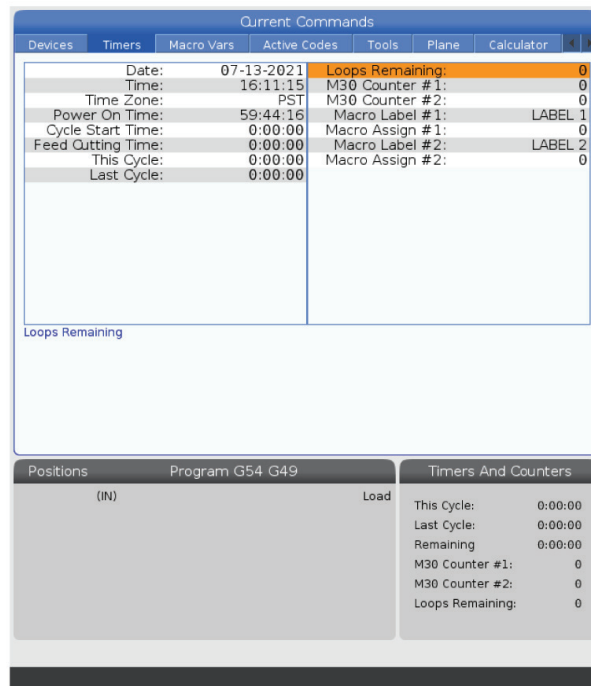 Current Commands
Devices Timers Macro Vars Active Codes Tools Plane Calculator
Date: 07-13-2021
Time: 16:11:15
Time Zone: PST
Power On Time: 59:44:16
Cycle Start Time: 0:00:00
Feed Cutting Time: 0:00:00
This Cycle: 0:00:00
Last Cycle: 0:00:00
Loops Remaining: 0
M30 Counter #1: 0
M30 Counter #2: 0
Macro Label #1: LABEL 1
Macro Assign #1: 0
Macro Label #2: LABEL 2
Macro Assign #2: 0
Loops Remaining
Positions Program G54 G49
(IN) Load
Timers And Counters
This Cycle: 0:00:00
Last Cycle: 0:00:00
Remaining 0:00:00
M30 Counter #1: 0
M30 Counter #2: 0
Loops Remaining: 0